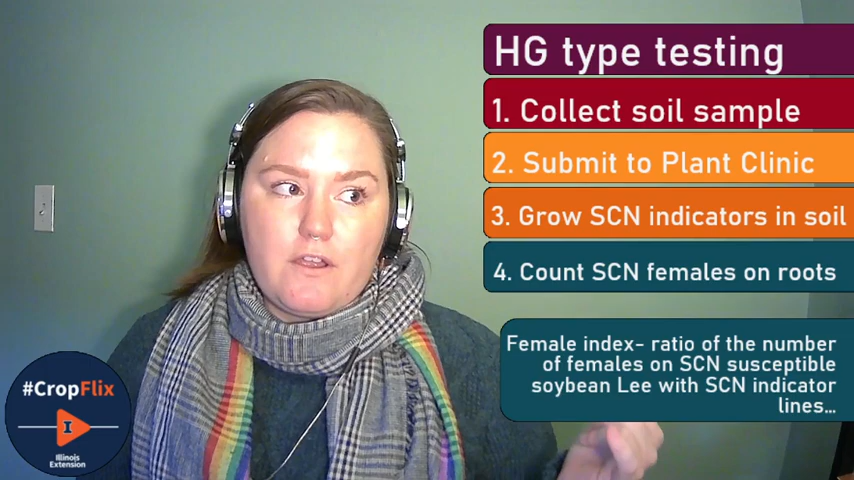 HG type testing
1. Collect soil sample
2. Submit to Plant Clinic
3. Grow SCN indicators in soil
4. Count SCN females on roots
Female index- ratio of the number
of females on SCN susceptible
soybean Lee with SCN indicator
lines...
#CropFlix
I
Illinois
Extension